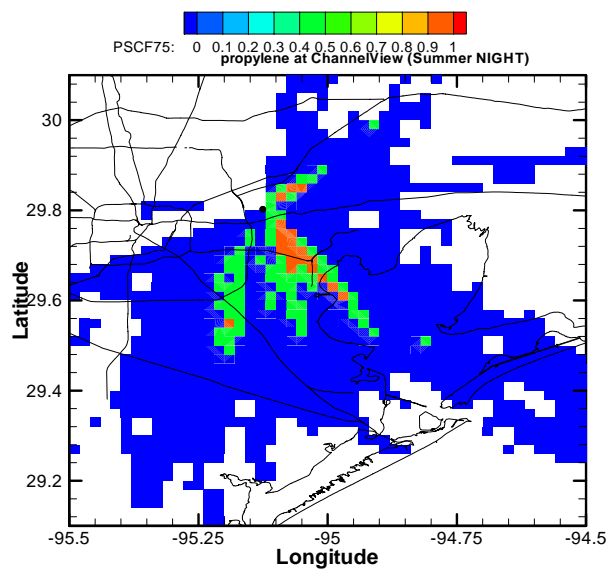 PSCF75: 0 0.1 0.2 0.3 0.4 0.5 0.6 0.7 0.8 0.9 1
propylene at ChannelView (Summer NIGHT)
30
29.8
29.6
29.4
29.2
Latitude
-95.5 -95.25 -95 -94.75 -94.5
Longitude